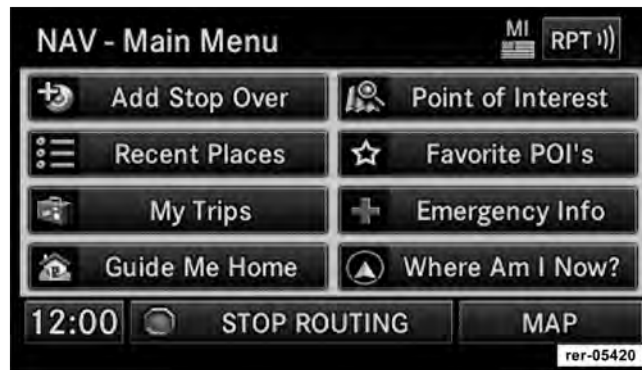 NAV - Main Menu
MI
RPT
Add Stop Over
Point of Interest
Recent Places
Favorite POI's
My Trips
Emergency Info
Guide Me Home
Where Am I Now?
12:00
STOP ROUTING
MAP
rer-05420